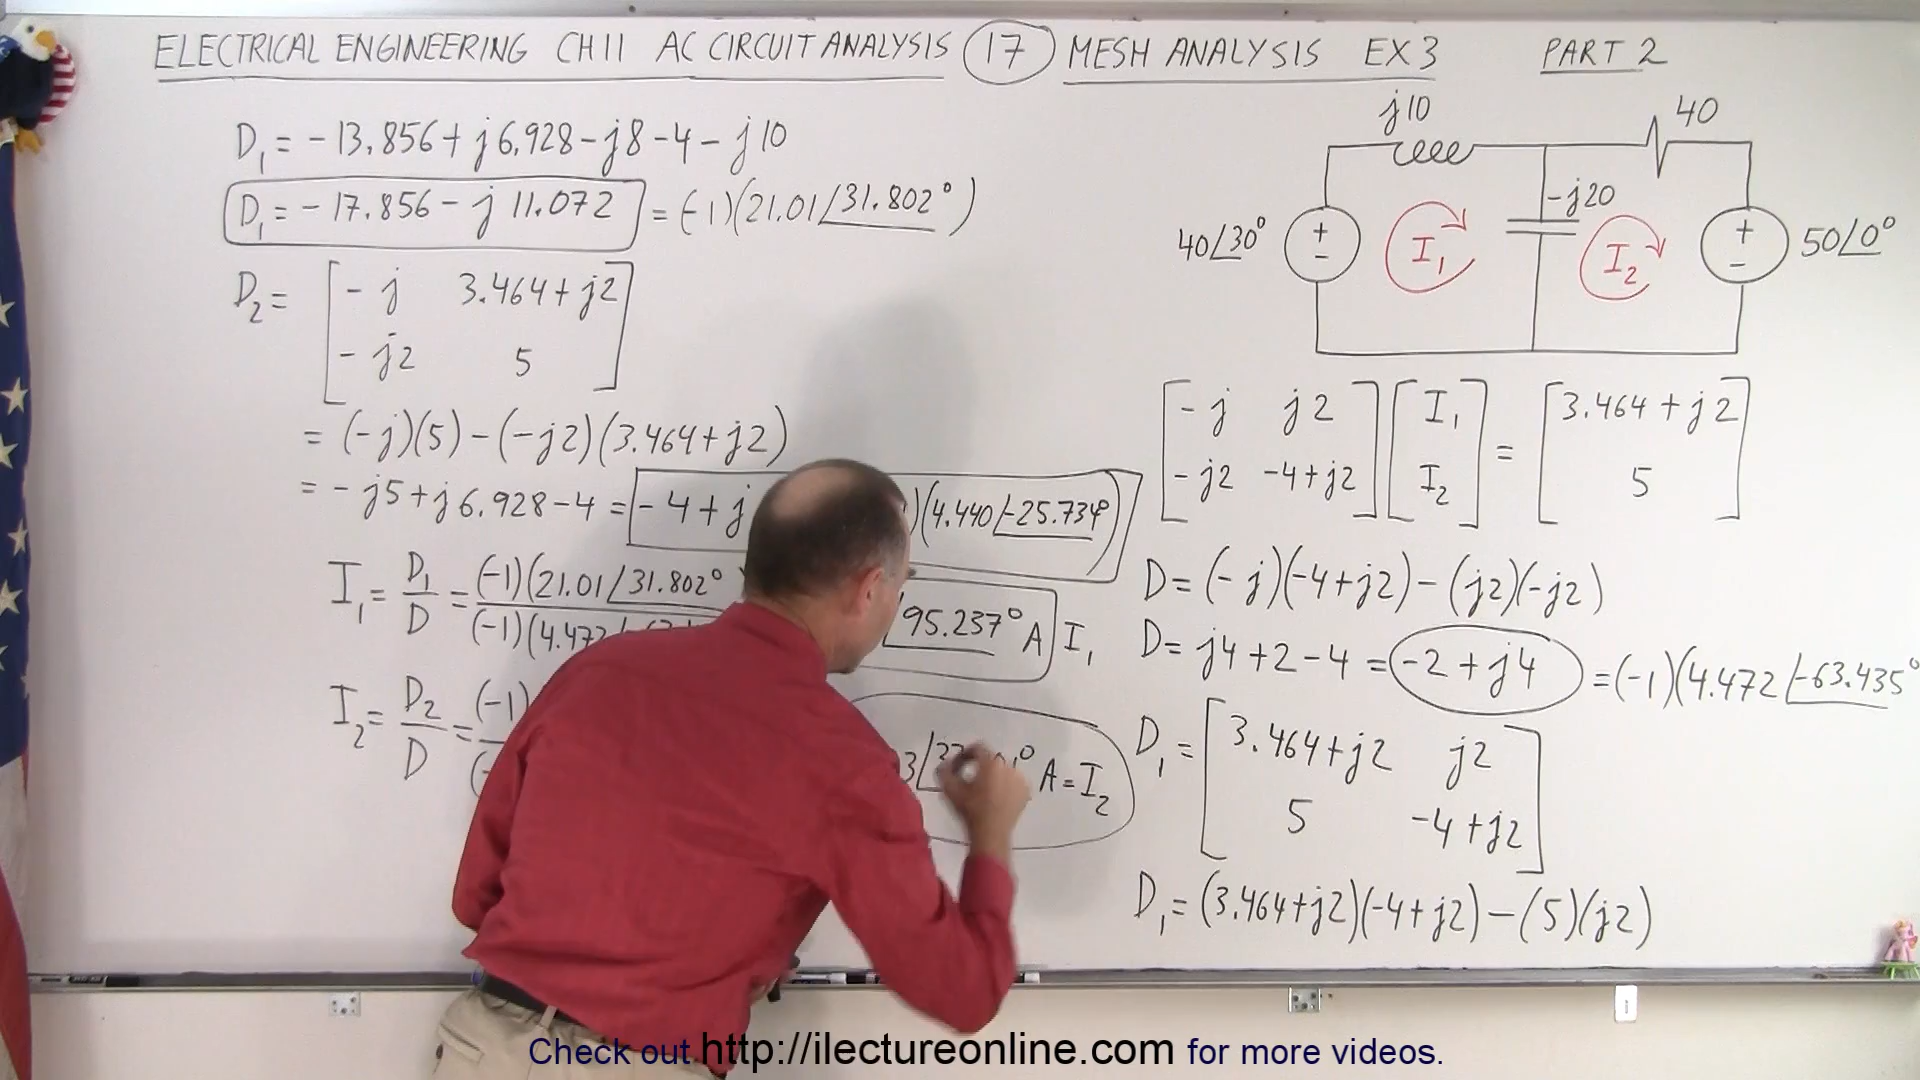 ELECTRICAL ENGINEERING CH 11 AC CIRCUIT ANALYSIS 17 MESH ANALYSIS EX 3 PART 2
D₁ = -13.856 + j6.928 - j8 - 4 - j10
D₁ = -17.856 - j 11.072 = (-1)(21.01 /31.802°)
D₂ =
-j 3.464 + j2
-j2 5
= (-j)(5) - (-j2)(3.464 + j2)
= -j5 + j6.928 - 4 = -4 + j )(4.440 /-25.734°)
I₁ = D₁/D = (-1)(21.01 /31.802°
(-1)(4.472
/95.237° A I₁
I₂ = D₂/D = (-1)
A = I₂
j10
40
-j20
40/30°
+
-
I₁
I₂
+
-
50/0°
-j j2 I₁ = 3.464 + j2
-j2 -4+j2 I₂ 5
D = (-j)(-4+j2) - (j2)(-j2)
D = j4 + 2 - 4 = -2 + j4 = (-1)(4.472 /-63.435°
D₁ =
3.464 + j2 j2
5 -4 + j2
D₁ = (3.464 + j2)(-4 + j2) - (5)(j2)
Check out http://ilectureonline.com for more videos.